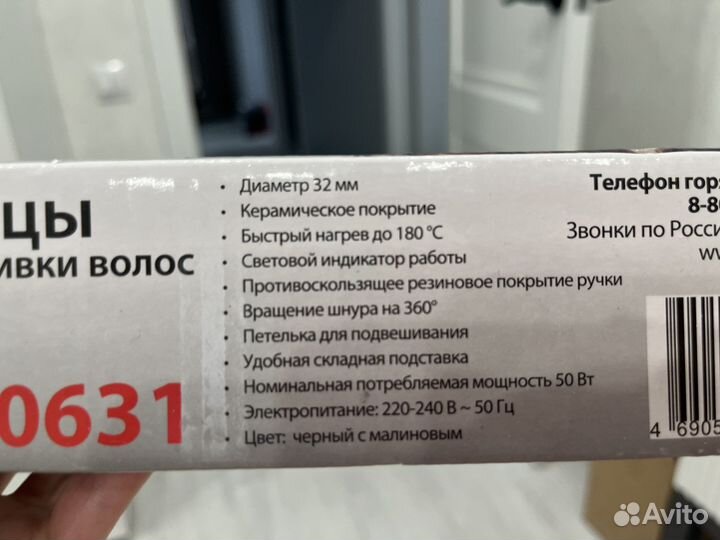 ЦЫ
ИВКИ ВОЛОС
0631
• Диаметр 32 мм
• Керамическое покрытие
• Быстрый нагрев до 180 °С
• Световой индикатор работы
• Противоскользящее резиновое покрытие ручки
• Вращение шнура на 360°
• Петелька для подвешивания
• Удобная складная подставка
• Номинальная потребляемая мощность 50 Вт
• Электропитание: 220-240 В ~ 50 Гц
• Цвет: черный с малиновым
Телефон гор
8-8
Звонки по Росси
4 6905
Avito